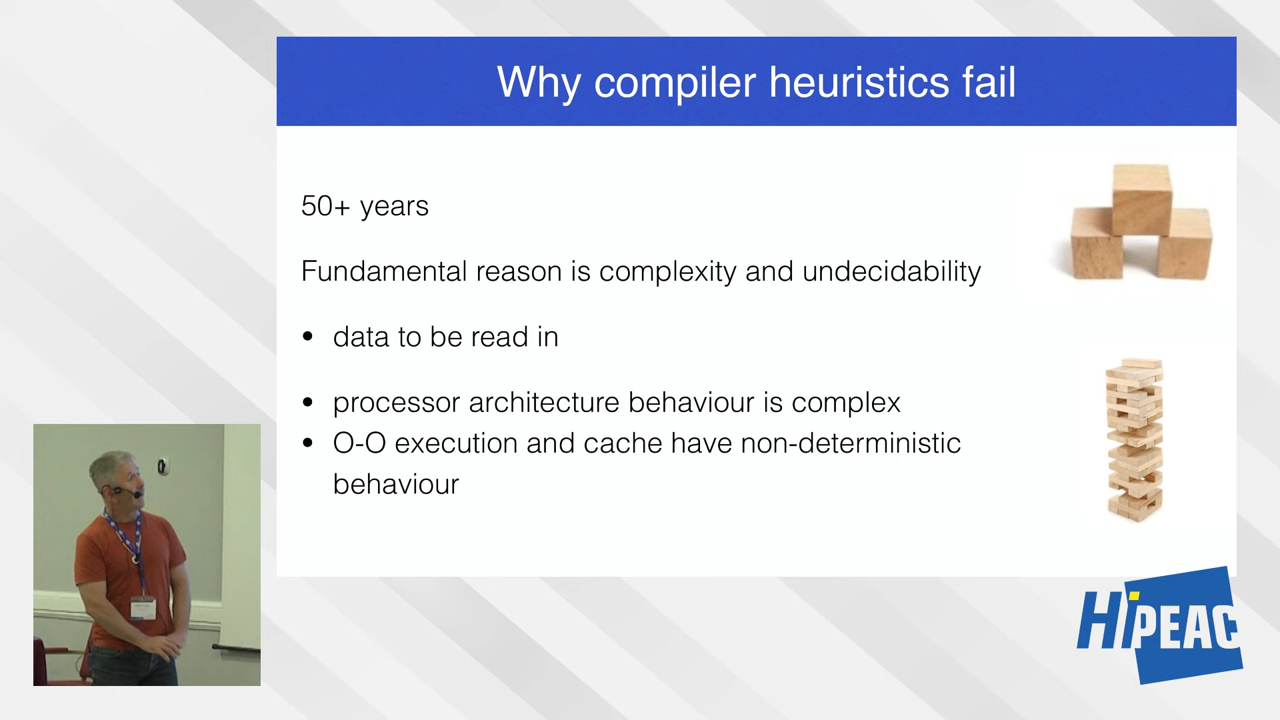 Why compiler heuristics fail
50+ years
Fundamental reason is complexity and undecidability
• data to be read in
• processor architecture behaviour is complex
• O-O execution and cache have non-deterministic
behaviour
HiPEAC